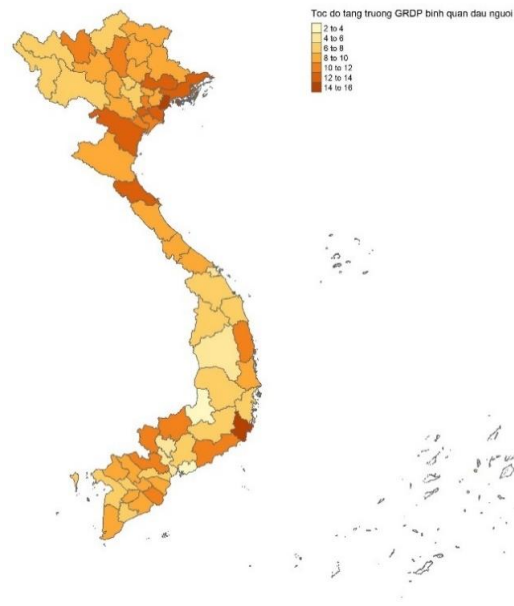 Toc do tang truong GRDP binh quan dau nguoi
2 to 4
4 to 6
6 to 8
8 to 10
10 to 12
12 to 14
14 to 16